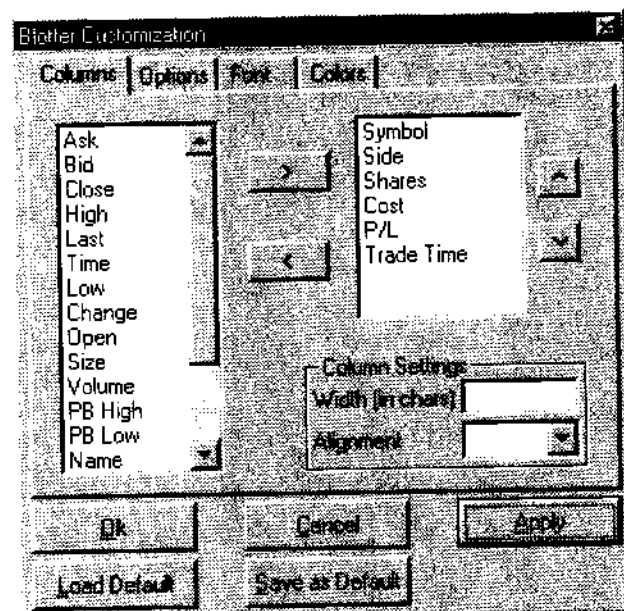 Blotter Customization
Columns Options Font Colors
Ask
Bid
Close
High
Last
Time
Low
Change
Open
Size
Volume
PB High
PB Low
Name
>
<
Symbol
Side
Shares
Cost
P/L
Trade Time
Column Settings
Width (in chars)
Alignment
Ok Cancel Apply
Load Default Save as Default